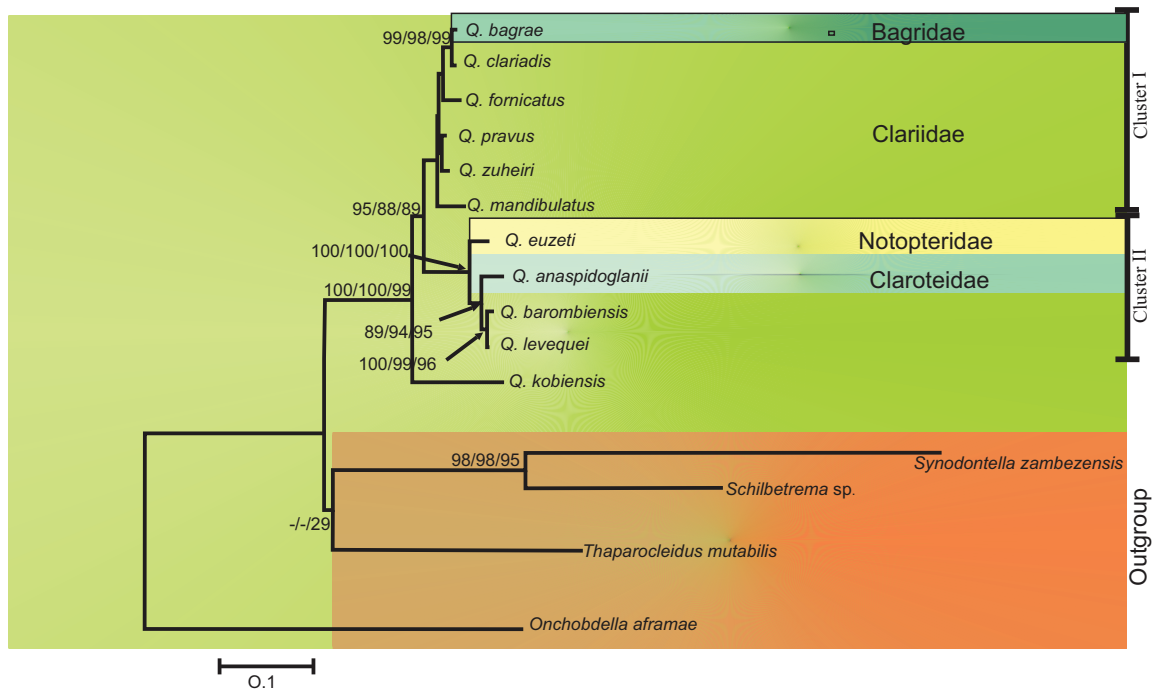 99/98/99
Q. bagrae
Bagridae
Q. clariadis
Q. fornicatus
Cluster I
Q. pravus
Clariidae
Q. zuheiri
95/88/89
Q. mandibulatus
Q. euzeti
Notopteridae
100/100/100
Q. anaspidoglanii
Claroteidae
Cluster II
100/100/99
Q. barombiensis
89/94/95
Q. levequei
100/99/96
Q. kobiensis
98/98/95
Synodontella zambezensis
Schilbetrema sp.
-/-/29
Thaparocleidus mutabilis
Outgroup
Onchobdella aframae
O.1